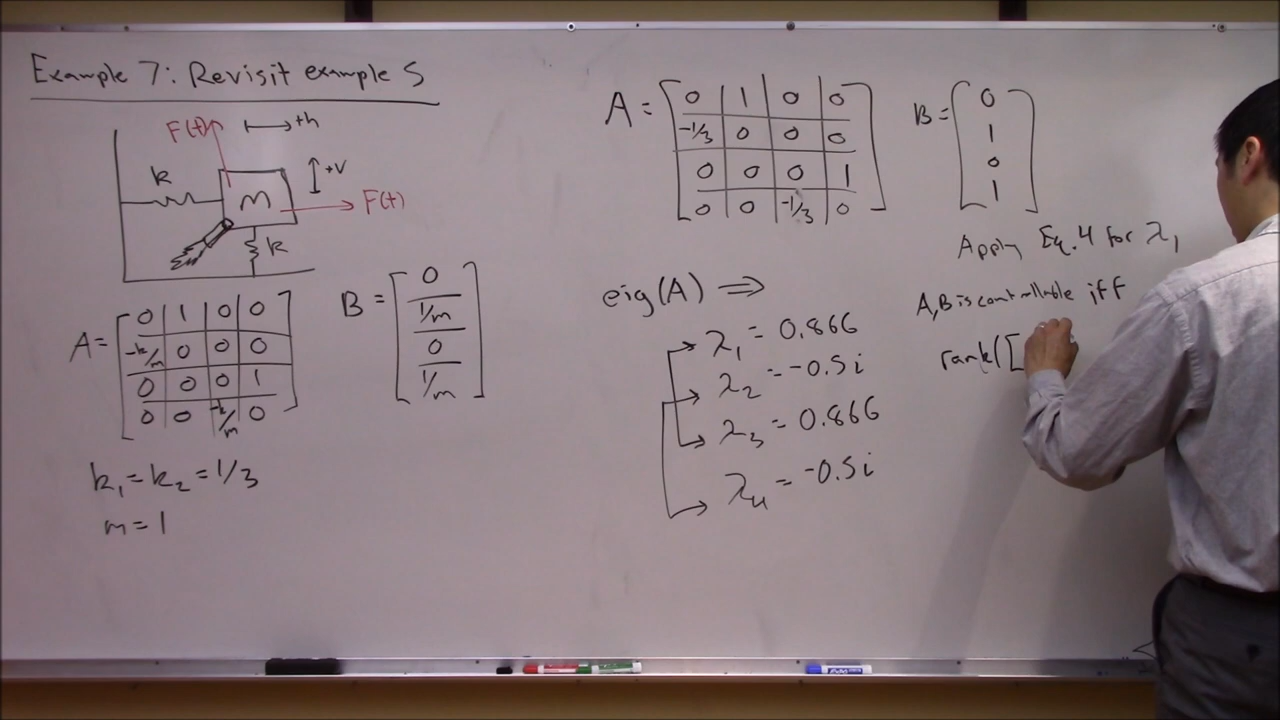 Example 7: Revisit example 5
F(t)
+h
k
m
+v
F(t)
k
A = [ 0 1 0 0
-k/m 0 0 0
0 0 0 1
0 0 -k/m 0 ]
B = [ 0
1/m
0
1/m ]
k₁ = k₂ = 1/3
m = 1
A = [ 0 1 0 0
-1/3 0 0 0
0 0 0 1
0 0 -1/3 0 ]
B = [ 0
1
0
1 ]
eig(A) ⇒
λ₁ = 0.866
λ₂ = -0.5i
λ₃ = 0.866
λ₄ = -0.5i
Apply Eq. 4 for λ₁
A,B is controllable iff
rank([